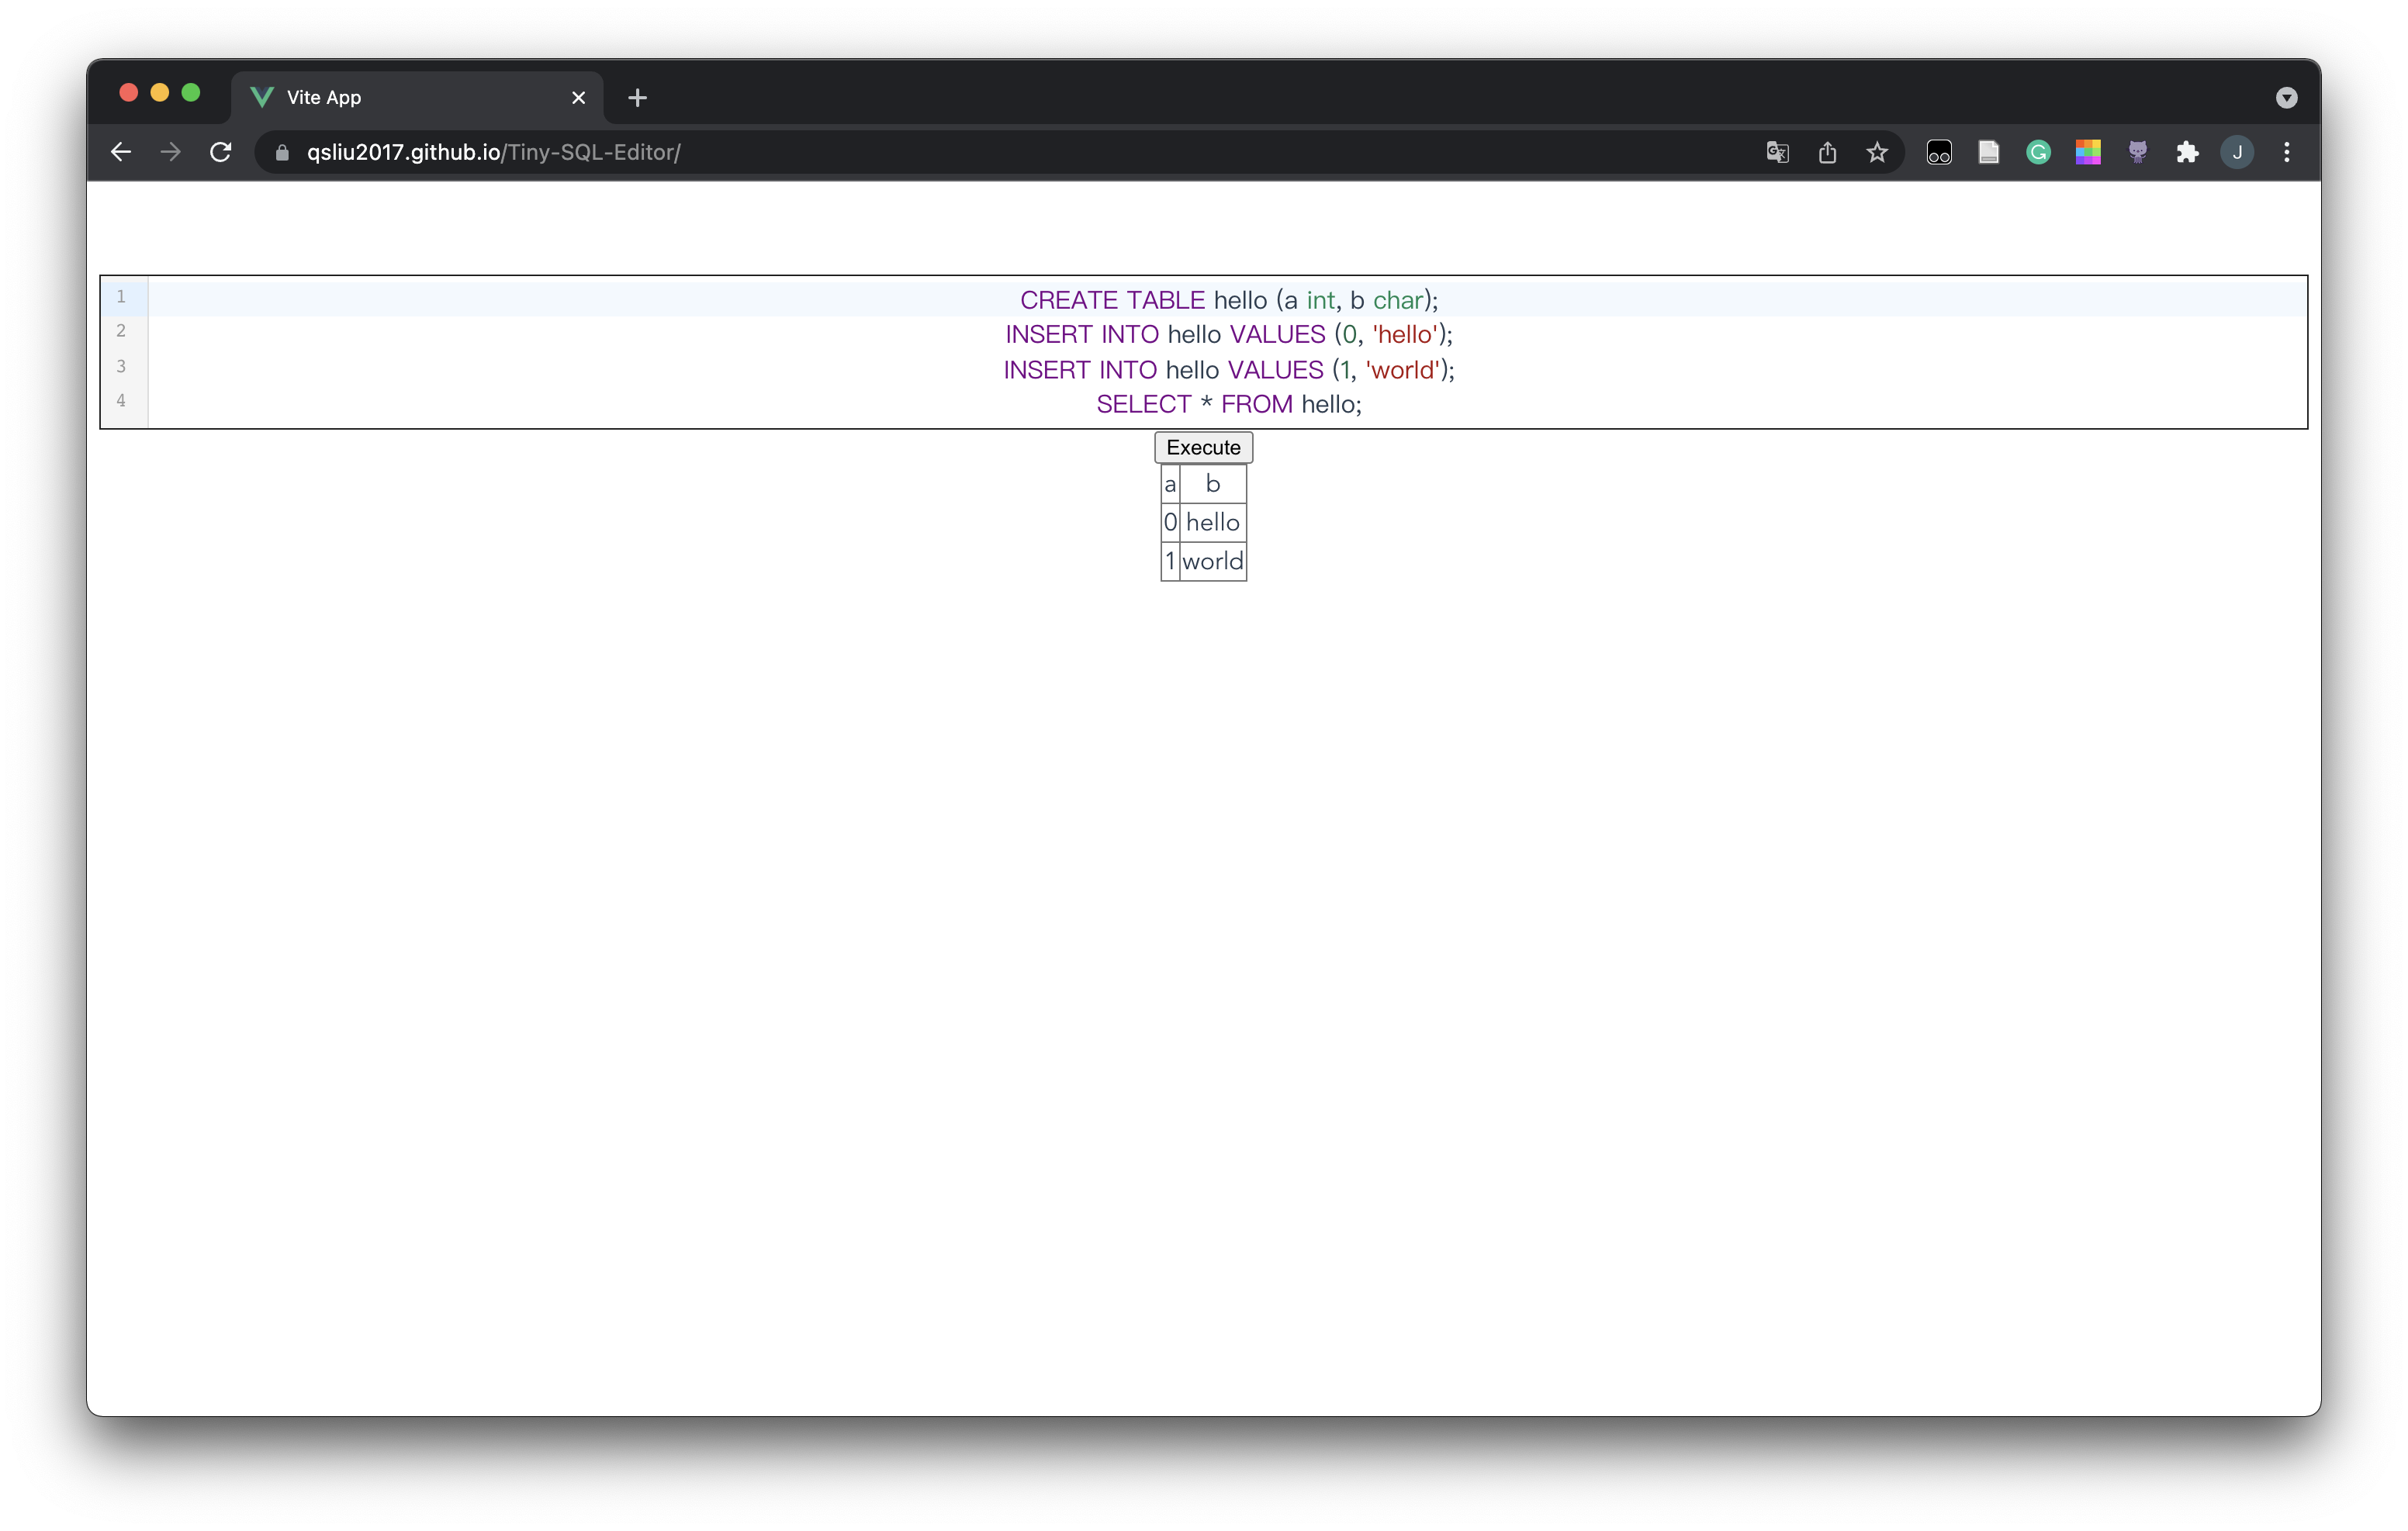 Vite App
qsliu2017.github.io/Tiny-SQL-Editor/
J
1 CREATE TABLE hello (a int, b char);
2 INSERT INTO hello VALUES (0, 'hello');
3 INSERT INTO hello VALUES (1, 'world');
4 SELECT * FROM hello;
Execute
a b
0 hello
1 world